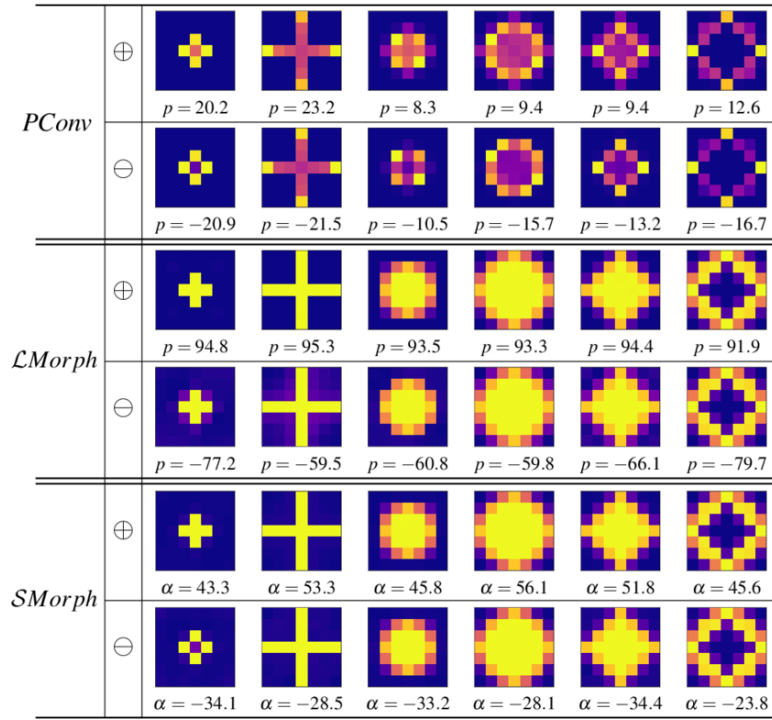 ⊕
p = 20.2 p = 23.2 p = 8.3 p = 9.4 p = 9.4 p = 12.6
PConv
⊖
p = −20.9 p = −21.5 p = −10.5 p = −15.7 p = −13.2 p = −16.7
⊕
p = 94.8 p = 95.3 p = 93.5 p = 93.3 p = 94.4 p = 91.9
ℒMorph
⊖
p = −77.2 p = −59.5 p = −60.8 p = −59.8 p = −66.1 p = −79.7
⊕
α = 43.3 α = 53.3 α = 45.8 α = 56.1 α = 51.8 α = 45.6
𝒮Morph
⊖
α = −34.1 α = −28.5 α = −33.2 α = −28.1 α = −34.4 α = −23.8